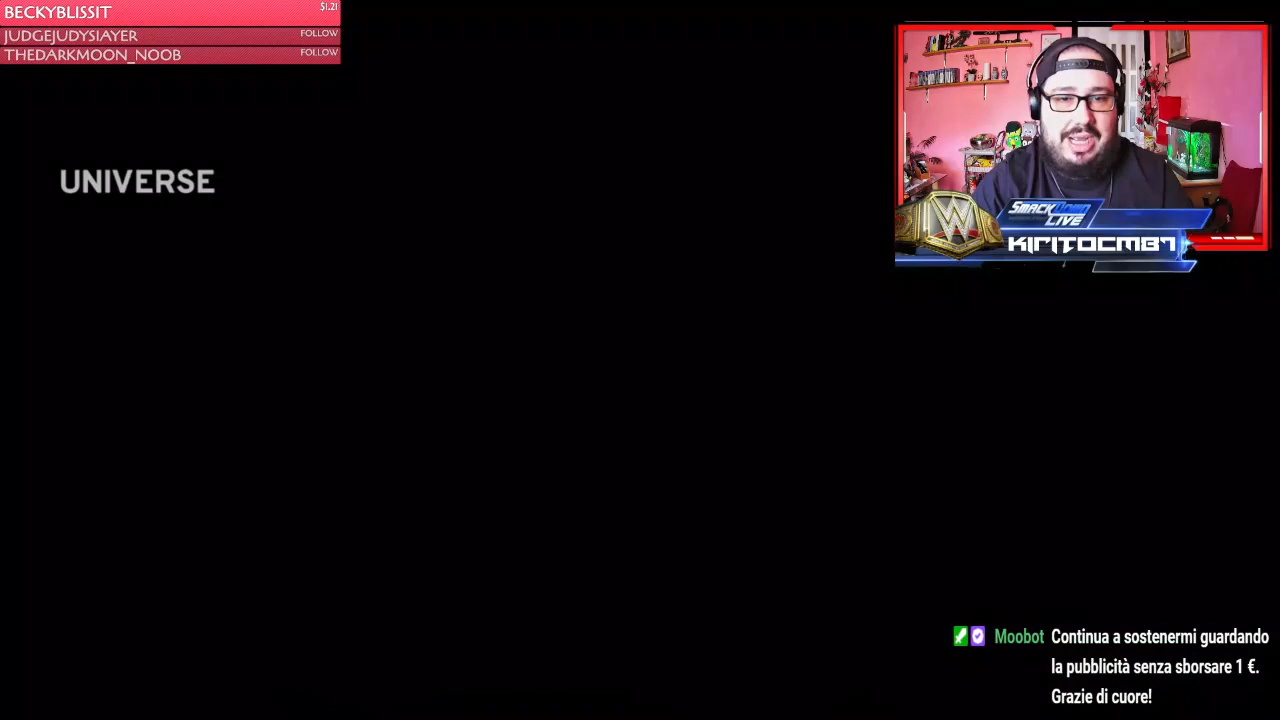 BECKYBLISSIT $1.21
JUDGEJUDYSLAYER FOLLOW
THEDARKMOON_NOOB FOLLOW
UNIVERSE
SMACKDOWN
LIVE
KIRITOCM87
Moobot Continua a sostenermi guardando
la pubblicità senza sborsare 1 €.
Grazie di cuore!